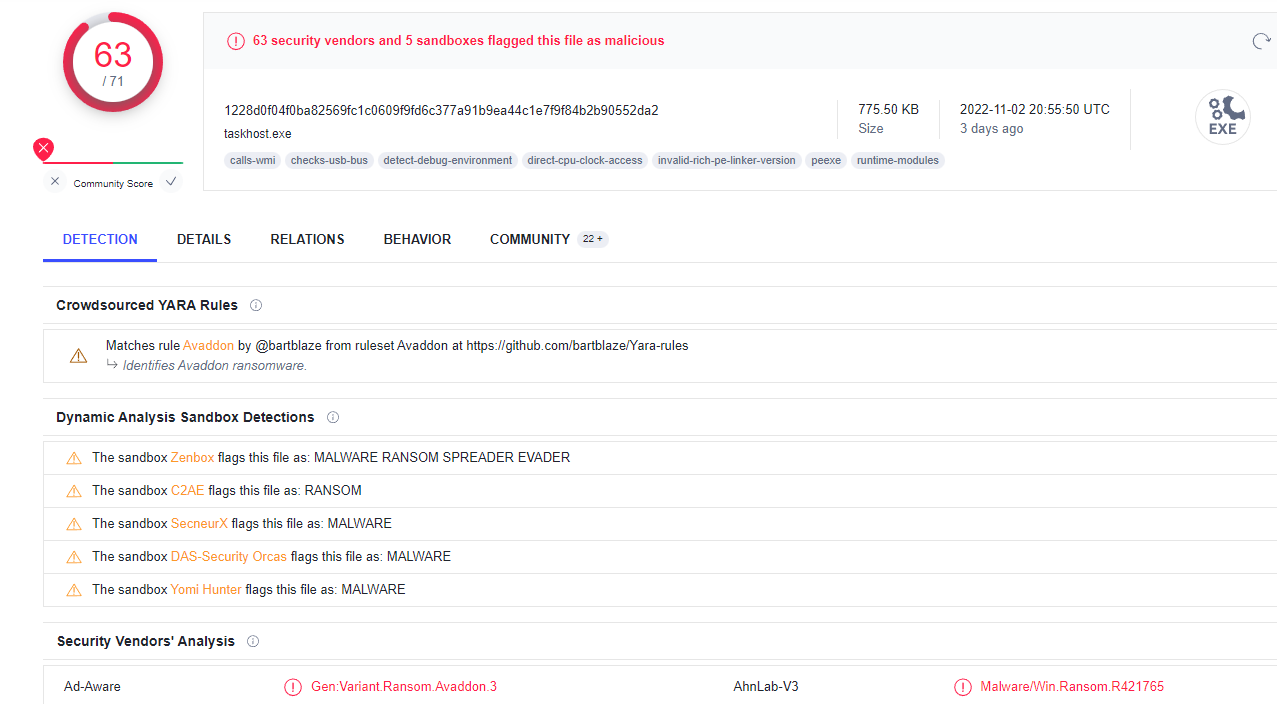 63
/ 71
Community Score
63 security vendors and 5 sandboxes flagged this file as malicious
1228d0f04f0ba82569fc1c0609f9fd6c377a91b9ea44c1e7f9f84b2b90552da2
taskhost.exe
775.50 KB
Size
2022-11-02 20:55:50 UTC
3 days ago
EXE
calls-wmi checks-usb-bus detect-debug-environment direct-cpu-clock-access invalid-rich-pe-linker-version peexe runtime-modules
DETECTION DETAILS RELATIONS BEHAVIOR COMMUNITY 22 +
Crowdsourced YARA Rules
Matches rule Avaddon by @bartblaze from ruleset Avaddon at https://github.com/bartblaze/Yara-rules
Identifies Avaddon ransomware.
Dynamic Analysis Sandbox Detections
The sandbox Zenbox flags this file as: MALWARE RANSOM SPREADER EVADER
The sandbox C2AE flags this file as: RANSOM
The sandbox SecneurX flags this file as: MALWARE
The sandbox DAS-Security Orcas flags this file as: MALWARE
The sandbox Yomi Hunter flags this file as: MALWARE
Security Vendors' Analysis
Ad-Aware Gen:Variant.Ransom.Avaddon.3 AhnLab-V3 Malware/Win.Ransom.R421765